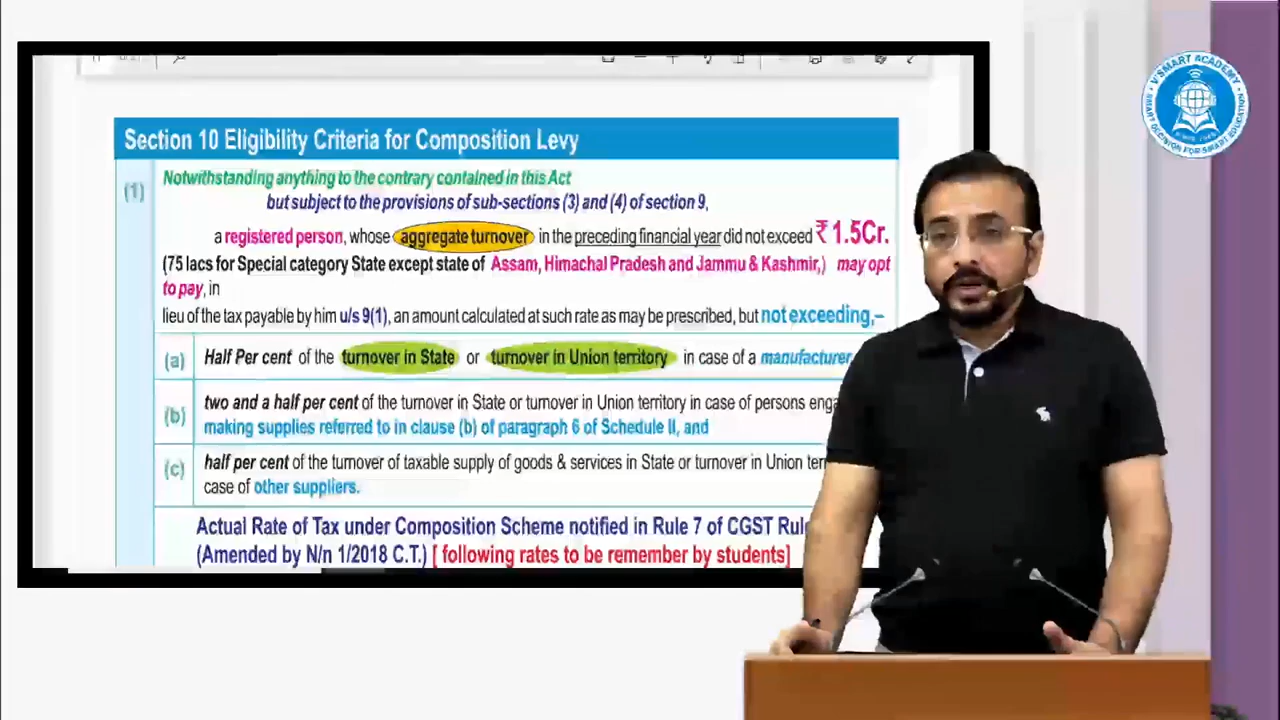 Section 10 Eligibility Criteria for Composition Levy
(1) Notwithstanding anything to the contrary contained in this Act
but subject to the provisions of sub-sections (3) and (4) of section 9,
a registered person, whose aggregate turnover in the preceding financial year did not exceed ₹ 1.5Cr.
(75 lacs for Special category State except state of Assam, Himachal Pradesh and Jammu & Kashmir,) may opt
to pay, in
lieu of the tax payable by him u/s 9(1), an amount calculated at such rate as may be prescribed, but not exceeding,–
(a) Half Per cent of the turnover in State or turnover in Union territory in case of a manufacturer
(b) two and a half per cent of the turnover in State or turnover in Union territory in case of persons enga
making supplies referred to in clause (b) of paragraph 6 of Schedule II, and
(c) half per cent of the turnover of taxable supply of goods & services in State or turnover in Union ter
case of other suppliers.
Actual Rate of Tax under Composition Scheme notified in Rule 7 of CGST Rul
(Amended by N/n 1/2018 C.T.) [ following rates to be remember by students]
V'SMART ACADEMY
SMART DECISION FOR SMART EDUCATION